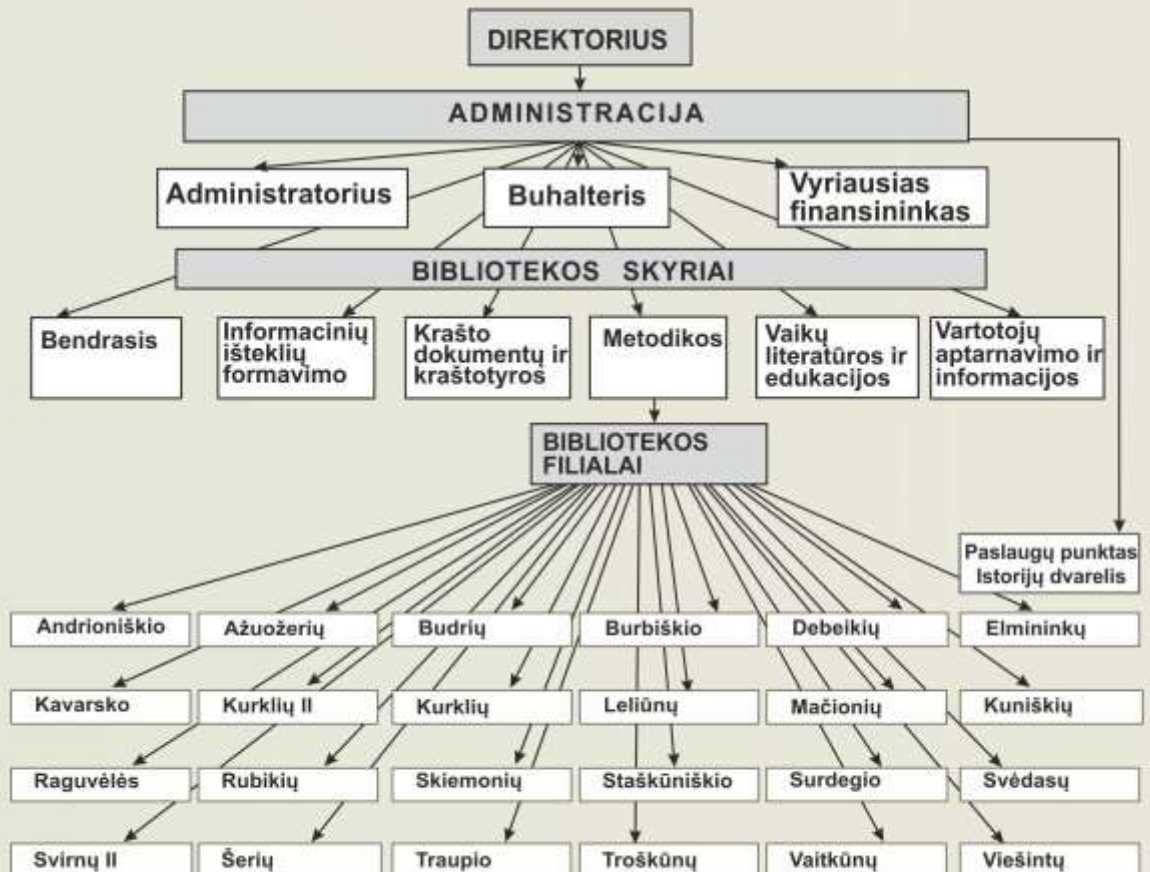 DIREKTORIUS
ADMINISTRACIJA
Administratorius
Buhalteris
Vyriausias
finansininkas
BIBLIOTEKOS SKYRIAI
Bendrasis
Informacinių
išteklių
formavimo
Krašto
dokumentų ir
kraštotyros
Metodikos
Vaikų
literatūros ir
edukacijos
Vartotojų
aptarnavimo ir
informacijos
BIBLIOTEKOS
FILIALAI
Paslaugų punktas
Istorijų dvarelis
Andrioniškio
Ažuožerių
Budrių
Burbiškio
Debeikių
Elmininkų
Kavarsko
Kurklių II
Kurklių
Leliūnų
Mačionių
Kuniškių
Raguvėlės
Rubikių
Skiemonių
Staškūniškio
Surdegio
Svėdasų
Svirnų II
Šerių
Traupio
Troškūnų
Vaitkūnų
Viešintų